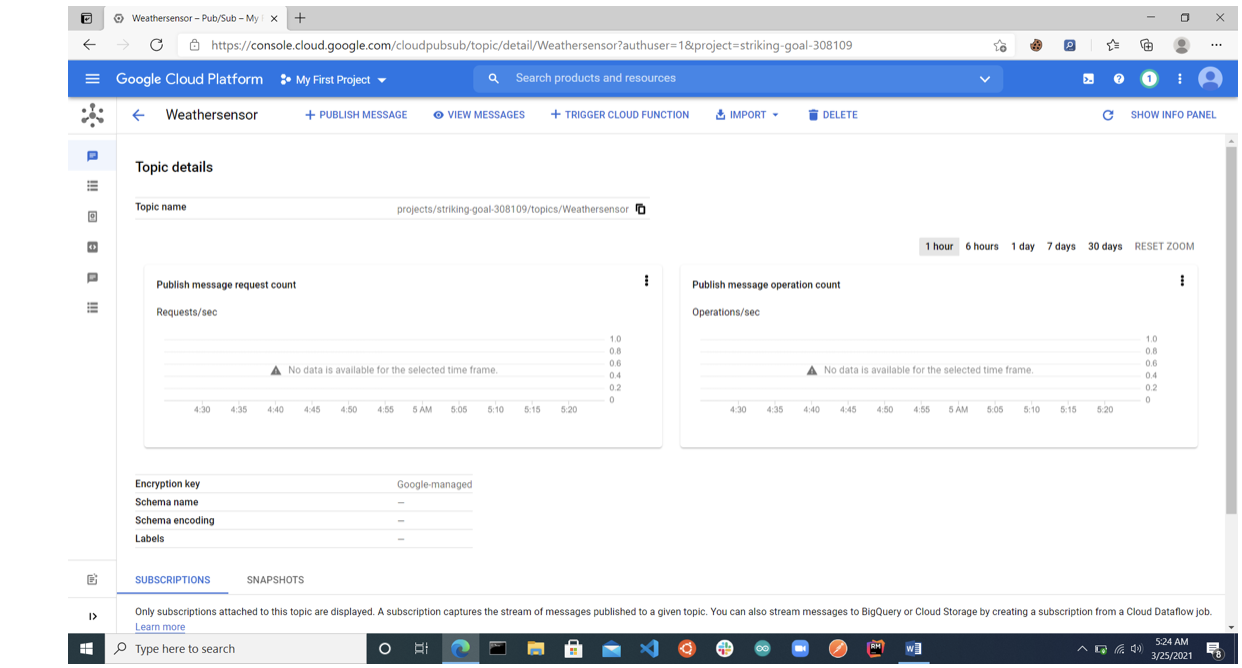 Weathersensor – Pub/Sub – My F
https://console.cloud.google.com/cloudpubsub/topic/detail/Weathersensor?authuser=1&project=striking-goal-308109
Google Cloud Platform My First Project Search products and resources 1
Weathersensor PUBLISH MESSAGE VIEW MESSAGES TRIGGER CLOUD FUNCTION IMPORT DELETE SHOW INFO PANEL
Topic details
Topic name projects/striking-goal-308109/topics/Weathersensor
1 hour 6 hours 1 day 7 days 30 days RESET ZOOM
Publish message request count
Requests/sec
1.0
0.8
0.6
No data is available for the selected time frame.
0.4
0.2
0
4:30 4:35 4:40 4:45 4:50 4:55 5 AM 5:05 5:10 5:15 5:20
Publish message operation count
Operations/sec
1.0
0.8
0.6
No data is available for the selected time frame.
0.4
0.2
0
4:30 4:35 4:40 4:45 4:50 4:55 5 AM 5:05 5:10 5:15 5:20
Encryption key Google-managed
Schema name —
Schema encoding —
Labels —
SUBSCRIPTIONS SNAPSHOTS
Only subscriptions attached to this topic are displayed. A subscription captures the stream of messages published to a given topic. You can also stream messages to BigQuery or Cloud Storage by creating a subscription from a Cloud Dataflow job.
Learn more
Type here to search
RM
W
5:24 AM
3/25/2021
8